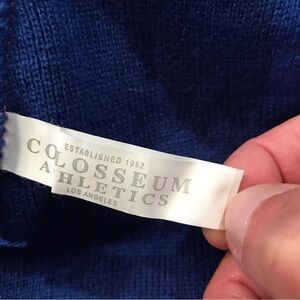 ESTABLISHED 1992
COLOSSEUM
ATHLETICS
LOS ANGELES